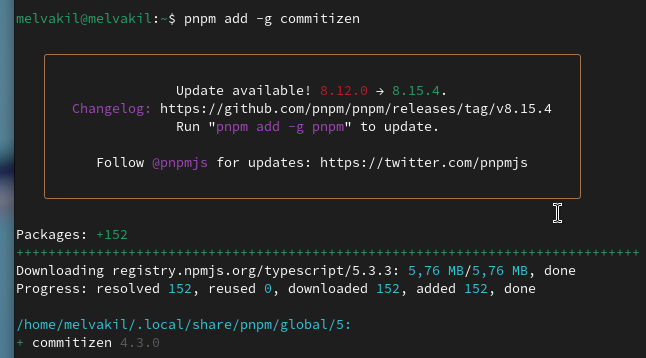 melvakil@melvakil:~$ pnpm add -g commitizen
Update available! 8.12.0 → 8.15.4.
Changelog: https://github.com/pnpm/pnpm/releases/tag/v8.15.4
Run "pnpm add -g pnpm" to update.
Follow @pnpmjs for updates: https://twitter.com/pnpmjs
Packages: +152
++++++++++++++++++++++++++++++++++++++++++++++++++++++++++++++++++++++++++++++
Downloading registry.npmjs.org/typescript/5.3.3: 5,76 MB/5,76 MB, done
Progress: resolved 152, reused 0, downloaded 152, added 152, done
/home/melvakil/.local/share/pnpm/global/5:
+ commitizen 4.3.0